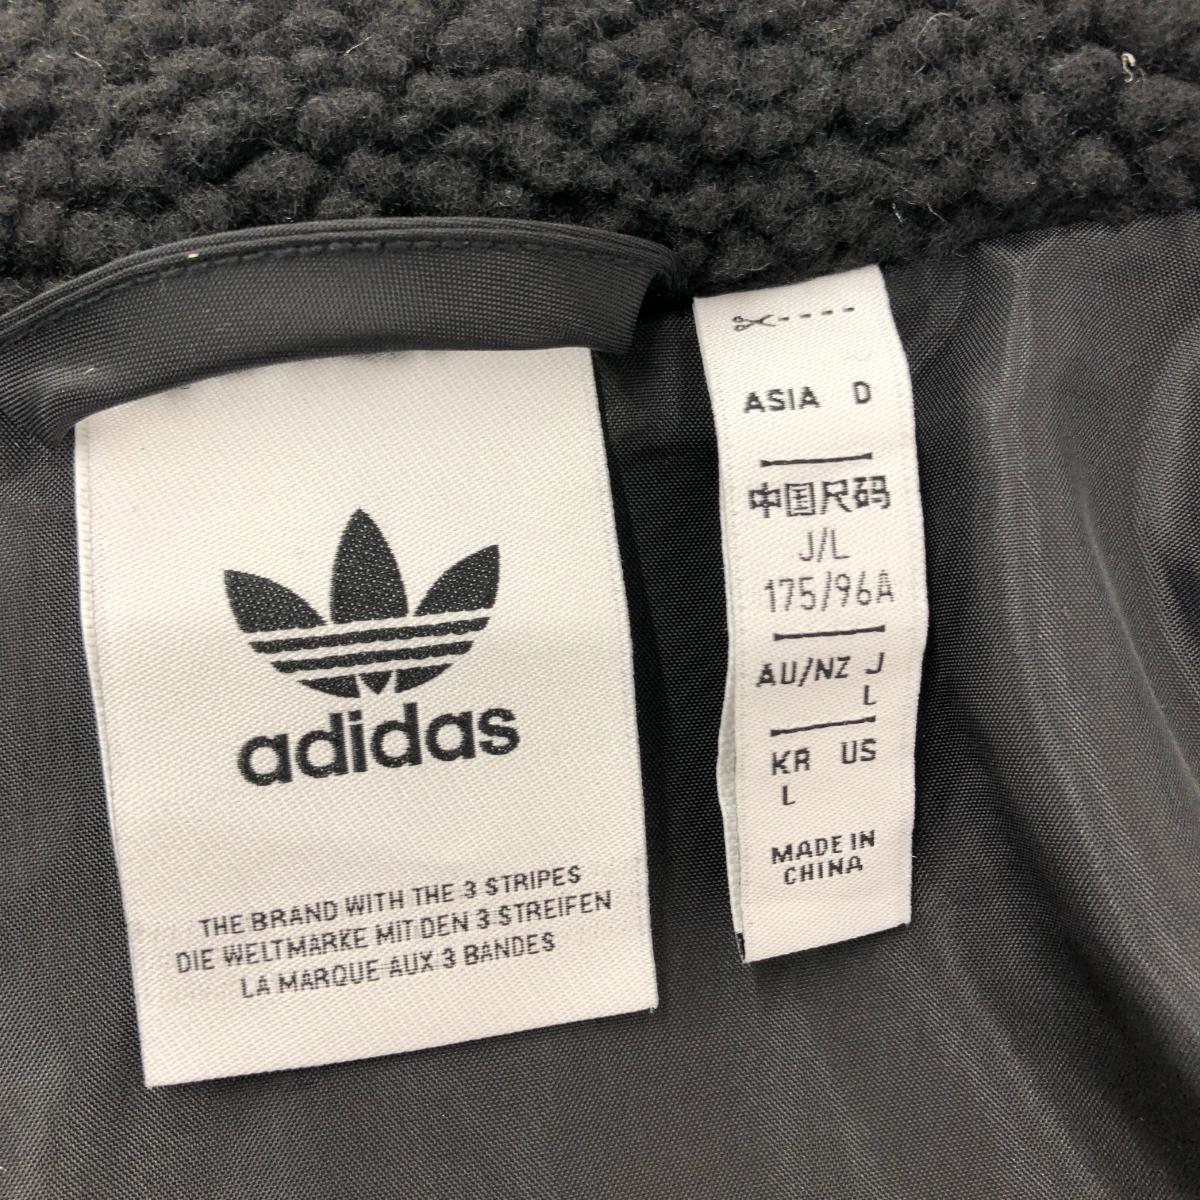 adidas
THE BRAND WITH THE 3 STRIPES
DIE WELTMARKE MIT DEN 3 STREIFEN
LA MARQUE AUX 3 BANDES
ASIA D
中国尺码
J/L
175/96A
AU/NZ J
L
KR US
L
MADE IN
CHINA